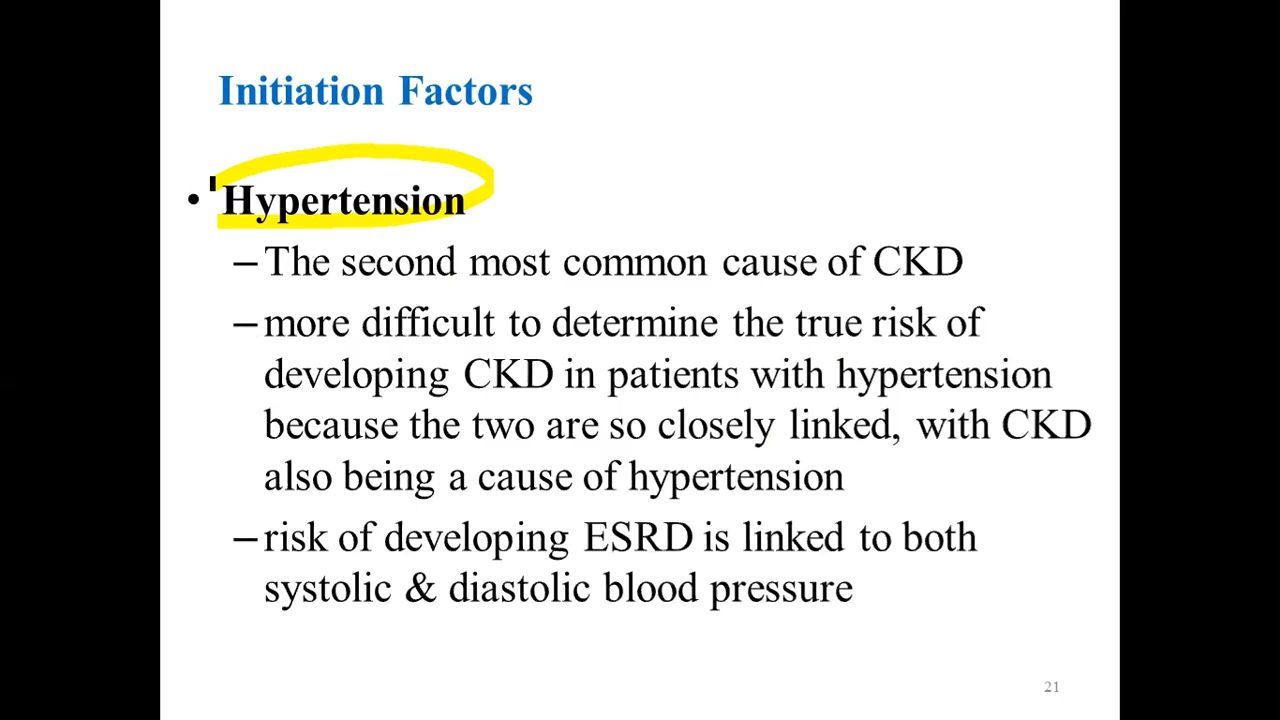 Initiation Factors
• Hypertension
– The second most common cause of CKD
– more difficult to determine the true risk of
developing CKD in patients with hypertension
because the two are so closely linked, with CKD
also being a cause of hypertension
– risk of developing ESRD is linked to both
systolic & diastolic blood pressure
21